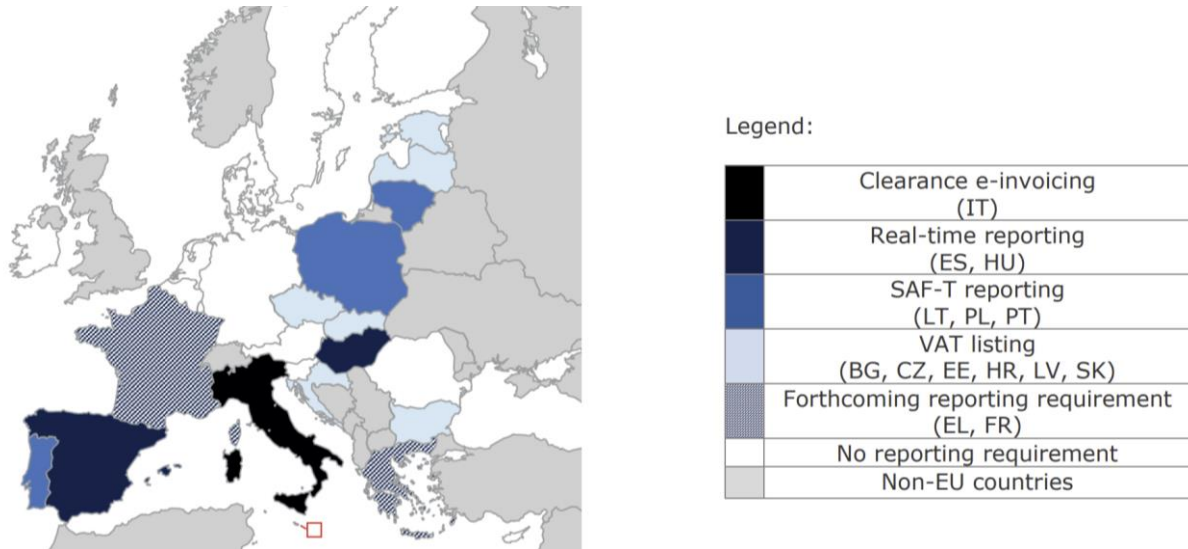 Legend:
Clearance e-invoicing
(IT)
Real-time reporting
(ES, HU)
SAF-T reporting
(LT, PL, PT)
VAT listing
(BG, CZ, EE, HR, LV, SK)
Forthcoming reporting requirement
(EL, FR)
No reporting requirement
Non-EU countries